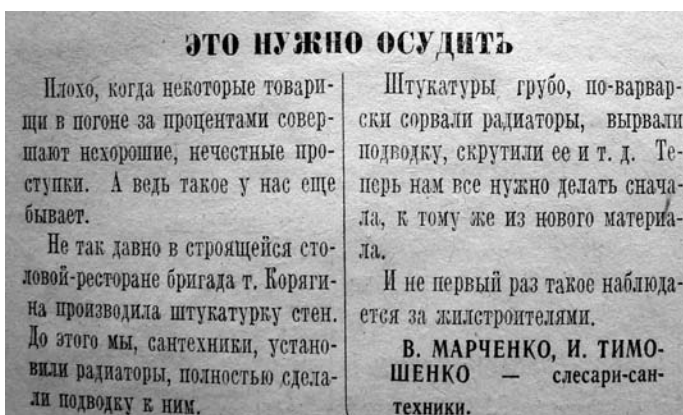 ЭТО НУЖНО ОСУДИТЬ
Плохо, когда некоторые товари-
щи в погоне за процентами совер-
шают нехорошие, нечестные про-
ступки. А ведь такое у нас еще
бывает.
Не так давно в строящейся сто-
ловой-ресторане бригада т. Коряги-
на производила штукатурку стен.
До этого мы, сантехники, устано-
вили радиаторы, полностью сдела-
ли подводку к ним.
Штукатуры грубо, по-варвар-
ски сорвали радиаторы, вырвали
подводку, скрутили ее и т. д. Те-
перь нам все нужно делать снача-
ла, к тому же из нового материа-
ла.
И не первый раз такое наблюда-
ется за жилстроителями.
В. МАРЧЕНКО, И. ТИМО-
ШЕНКО — слесари-сан-
техники.